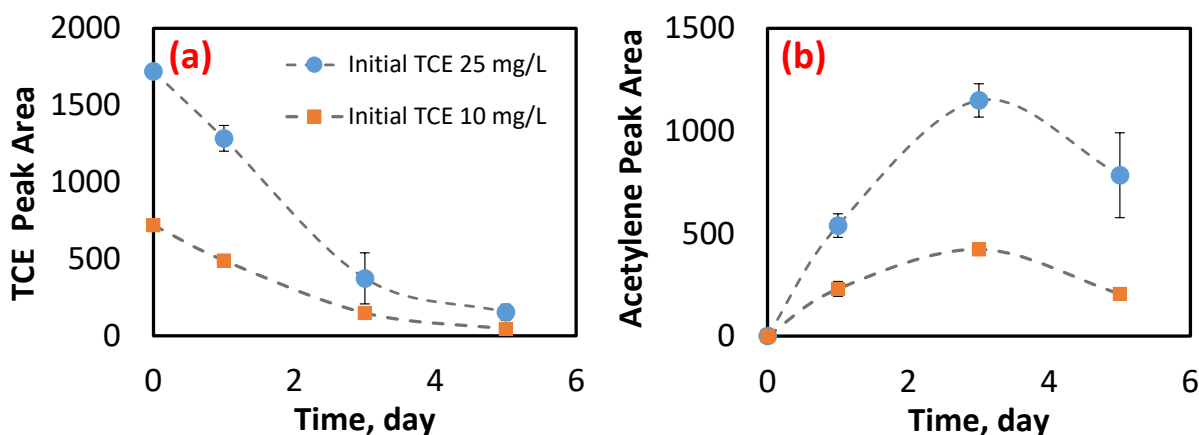 (a)
TCE Peak Area
2000
1500
1000
500
0
Initial TCE 25 mg/L
Initial TCE 10 mg/L
0 2 4 6
Time, day
(b)
Acetylene Peak Area
1500
1000
500
0
0 2 4 6
Time, day